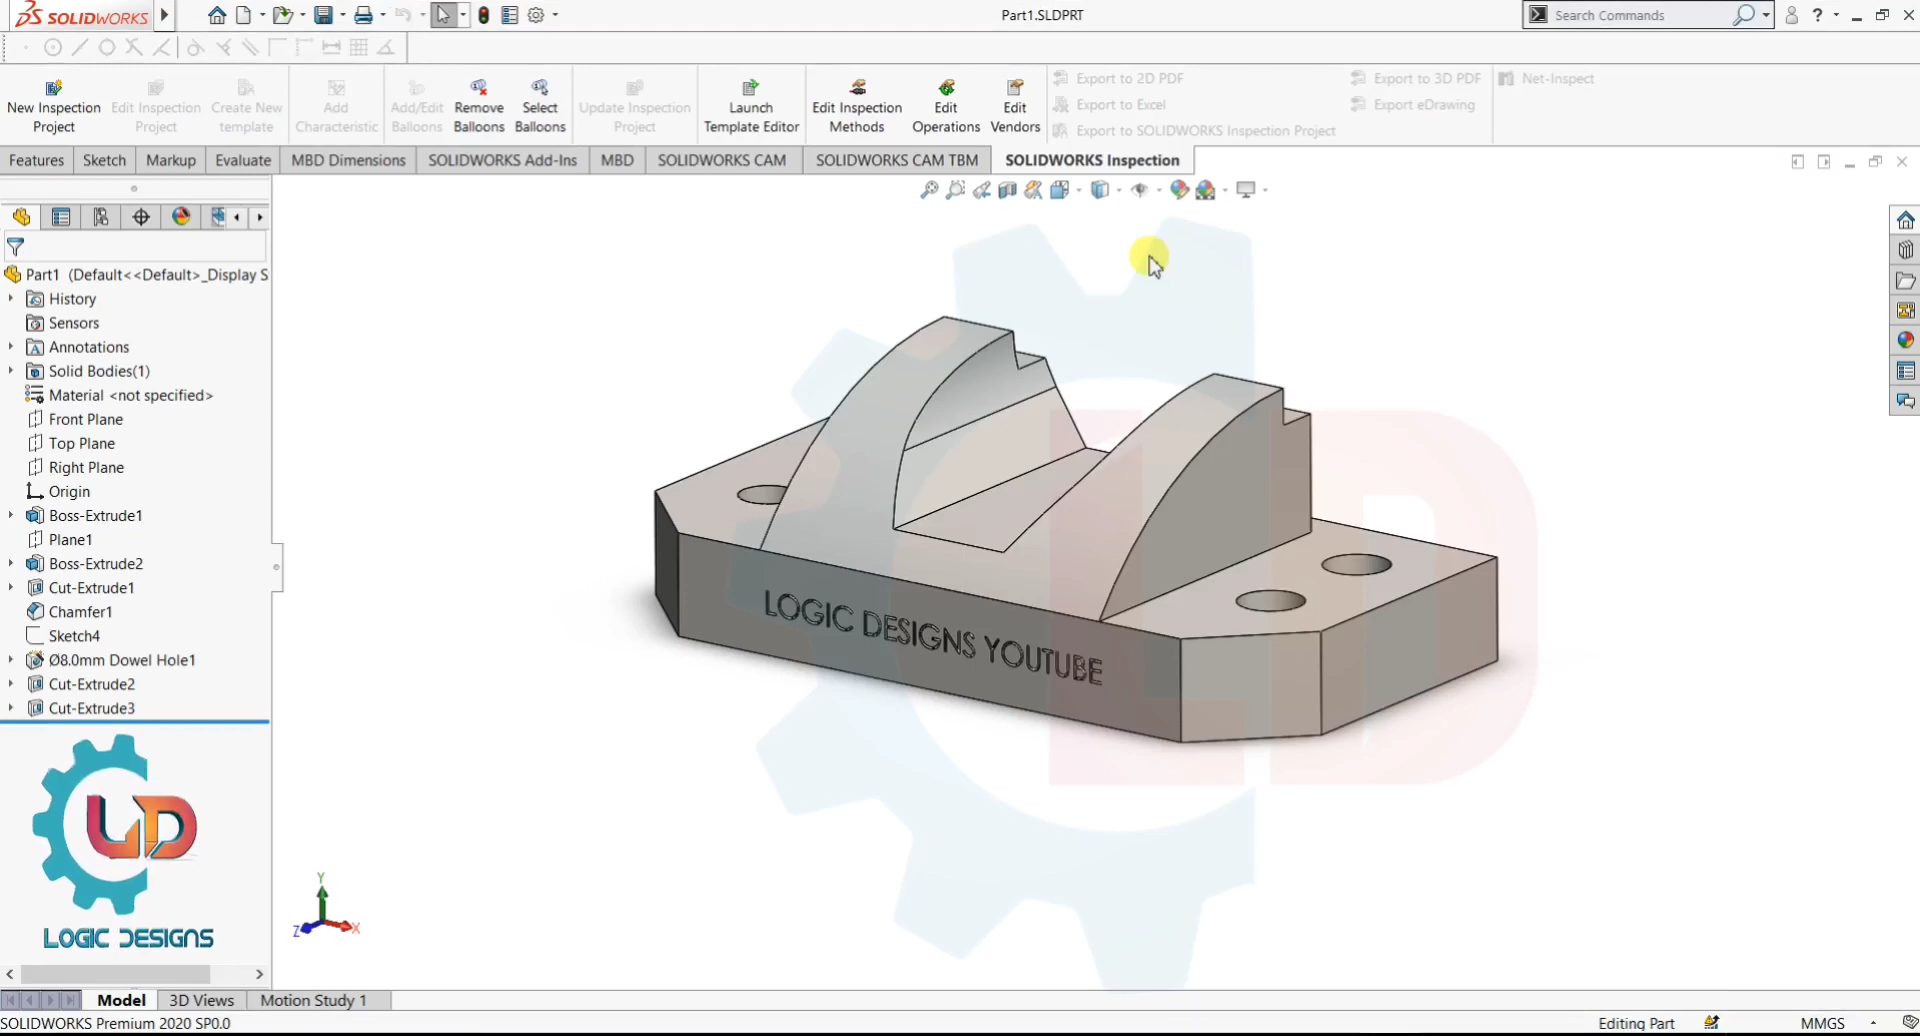 SOLIDWORKS
Part1.SLDPRT
Search Commands
?
New Inspection Project
Edit Inspection Project
Create New template
Add Characteristic
Add/Edit Balloons
Remove Balloons
Select Balloons
Update Inspection Project
Launch Template Editor
Edit Inspection Methods
Edit Operations
Edit Vendors
Export to 2D PDF
Export to Excel
Export to SOLIDWORKS Inspection Project
Export to 3D PDF
Export eDrawing
Net-Inspect
Features
Sketch
Markup
Evaluate
MBD Dimensions
SOLIDWORKS Add-Ins
MBD
SOLIDWORKS CAM
SOLIDWORKS CAM TBM
SOLIDWORKS Inspection
Part1 (Default<<Default>_Display S
History
Sensors
Annotations
Solid Bodies(1)
Material <not specified>
Front Plane
Top Plane
Right Plane
Origin
Boss-Extrude1
Plane1
Boss-Extrude2
Cut-Extrude1
Chamfer1
Sketch4
Ø8.0mm Dowel Hole1
Cut-Extrude2
Cut-Extrude3
LOGIC DESIGNS YOUTUBE
LD
LD
LOGIC DESIGNS
Y
Z
X
Model
3D Views
Motion Study 1
SOLIDWORKS Premium 2020 SP0.0
Editing Part
MMGS